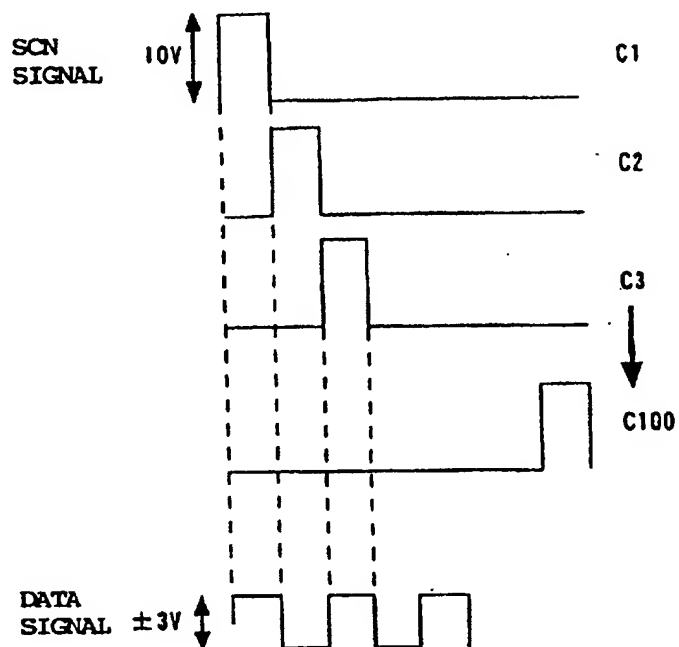 SCN
SIGNAL
10V
C1
C2
C3
C100
DATA
SIGNAL
±3V